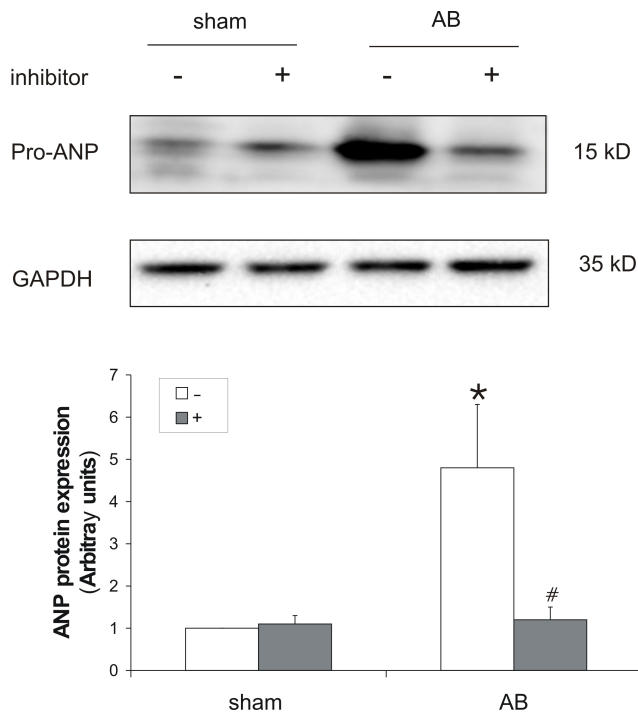 sham AB
inhibitor - + - +
Pro-ANP 15 kD
GAPDH 35 kD
7
6
5
4
3
2
1
0
ANP protein expression
(Arbitray units)
-
+
*
#
sham AB